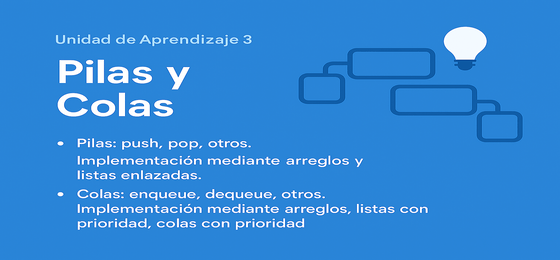 Unidad de Aprendizaje 3
Pilas y
Colas
• Pilas: push, pop, otros.
Implementación mediante arreglos y
listas enlazadas.
• Colas: enqueue, dequeue, otros.
Implementación mediante arreglos, listas con
prioridad, colas con prioridad